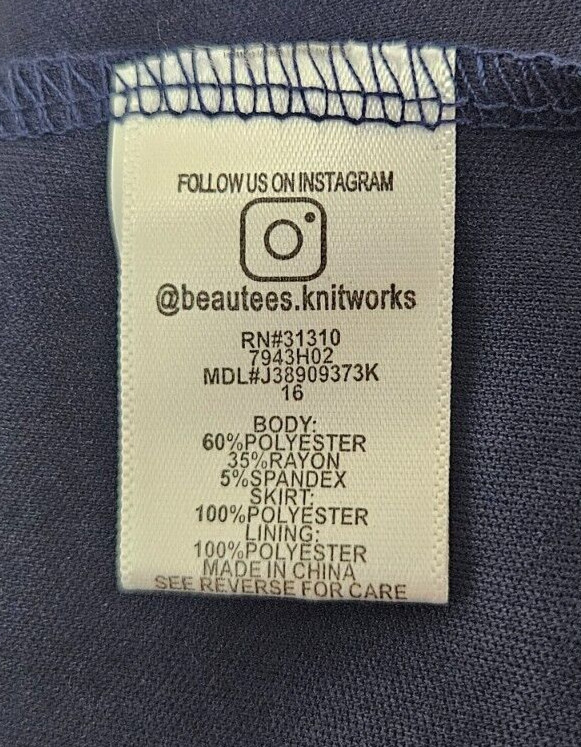 FOLLOW US ON INSTAGRAM
@beautees.knitworks
RN#31310
7943H02
MDL#J38909373K
16
BODY:
60%POLYESTER
35%RAYON
5%SPANDEX
SKIRT:
100%POLYESTER
LINING:
100%POLYESTER
MADE IN CHINA
SEE REVERSE FOR CARE